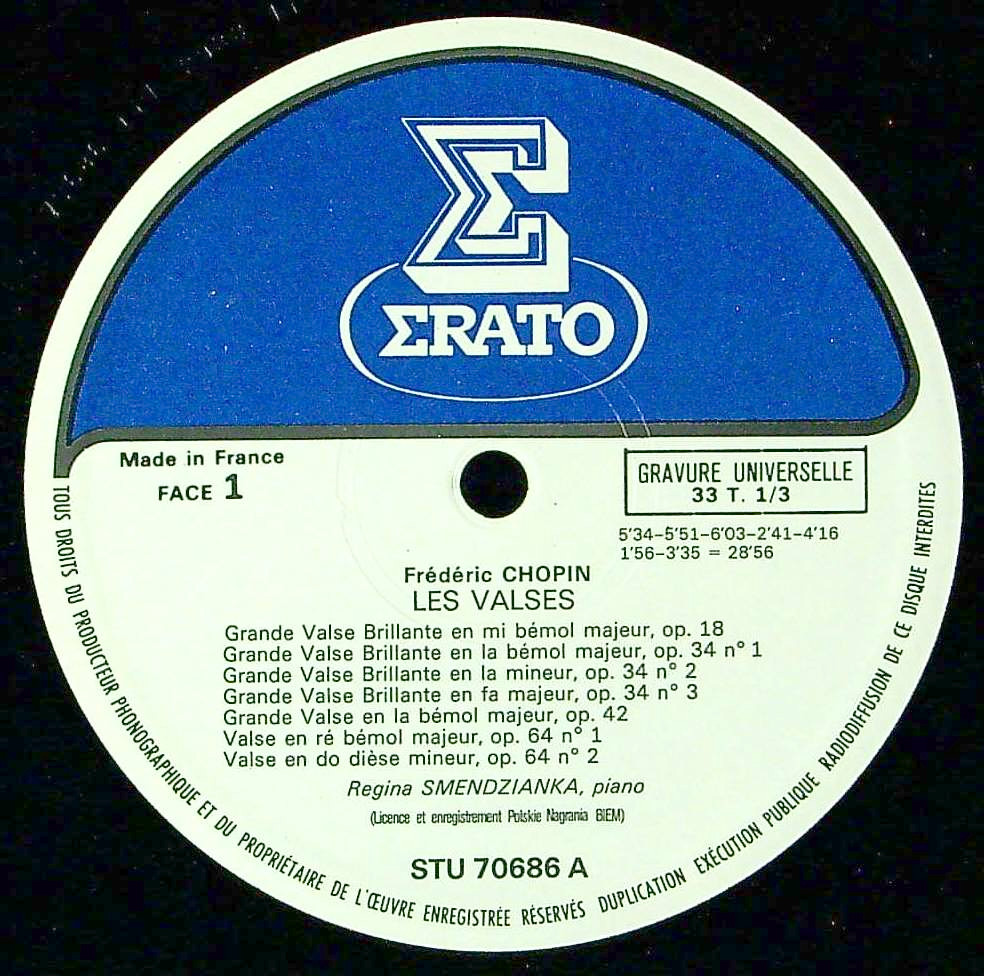 ΣRATO
Made in France
FACE 1
GRAVURE UNIVERSELLE
33 T. 1/3
5'34-5'51-6'03-2'41-4'16
1'56-3'35 = 28'56
Frédéric CHOPIN
LES VALSES
Grande Valse Brillante en mi bémol majeur, op. 18
Grande Valse Brillante en la bémol majeur, op. 34 n° 1
Grande Valse Brillante en la mineur, op. 34 n° 2
Grande Valse Brillante en fa majeur, op. 34 n° 3
Grande Valse en la bémol majeur, op. 42
Valse en ré bémol majeur, op. 64 n° 1
Valse en do dièse mineur, op. 64 n° 2
Regina SMENDZIANKA, piano
(Licence et enregistrement Polskie Nagrania BIEM)
STU 70686 A
TOUS DROITS DU PRODUCTEUR PHONOGRAPHIQUE ET DU PROPRIÉTAIRE DE L'ŒUVRE ENREGISTRÉE RÉSERVÉS DUPLICATION EXÉCUTION PUBLIQUE RADIODIFFUSION DE CE DISQUE INTERDITES